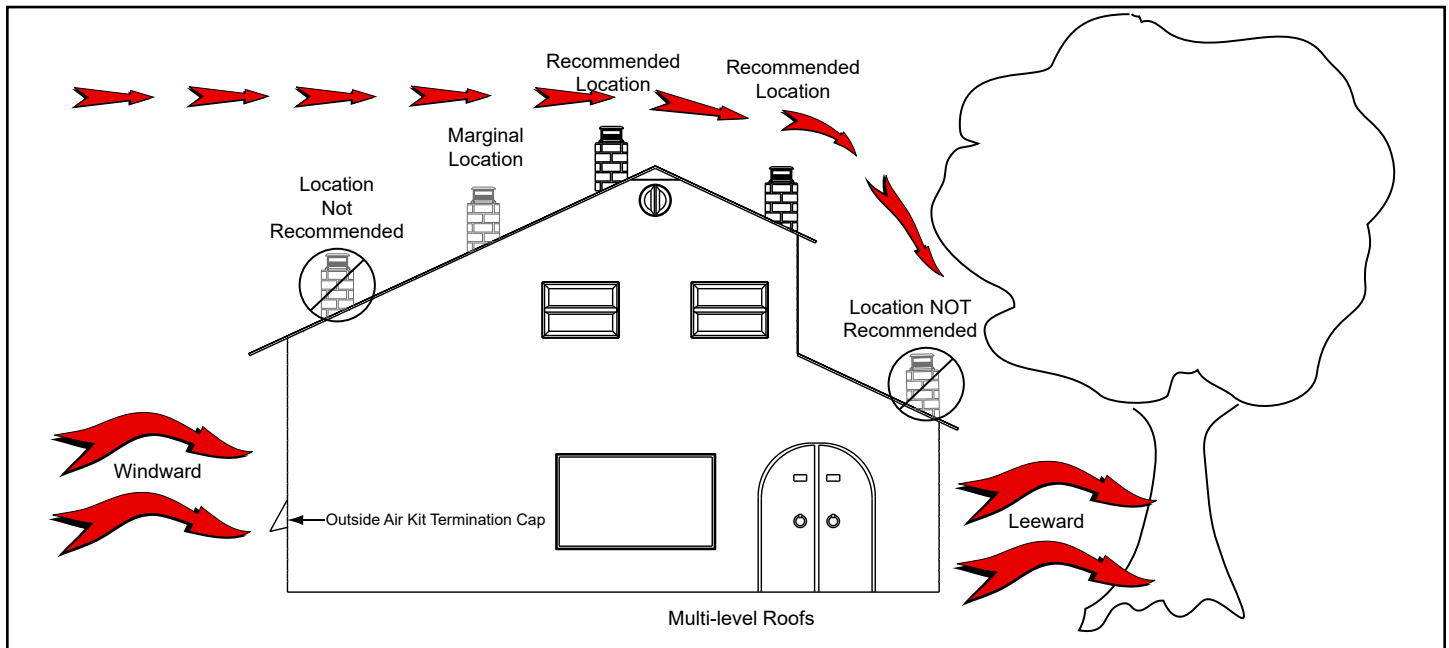 Recommended
Location
Recommended
Location
Marginal
Location
Location
Not
Recommended
Location NOT
Recommended
Windward
Outside Air Kit Termination Cap
Leeward
Multi-level Roofs